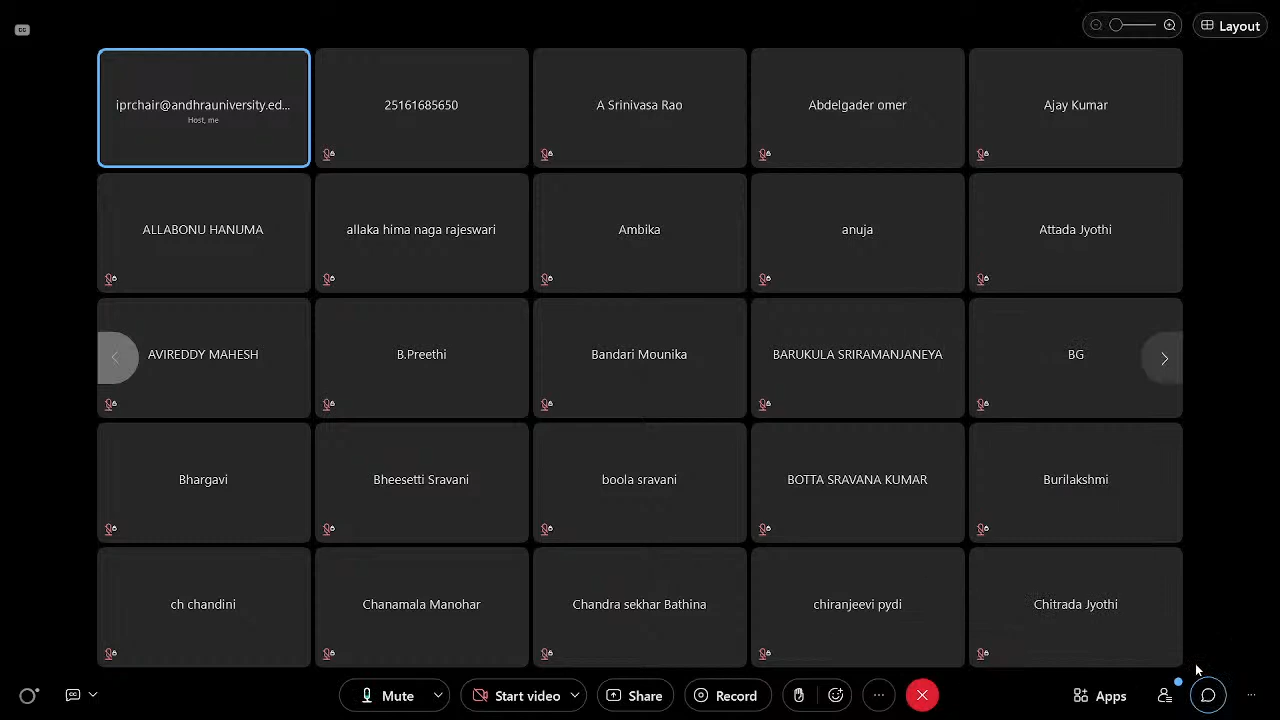 CC
Layout
iprchair@andhrauniversity.ed...
Host, me
25161685650
A Srinivasa Rao
Abdelgader omer
Ajay Kumar
ALLABONU HANUMA
allaka hima naga rajeswari
Ambika
anuja
Attada Jyothi
AVIREDDY MAHESH
B.Preethi
Bandari Mounika
BARUKULA SRIRAMANJANEYA
BG
Bhargavi
Bheesetti Sravani
boola sravani
BOTTA SRAVANA KUMAR
Burilakshmi
ch chandini
Chanamala Manohar
Chandra sekhar Bathina
chiranjeevi pydi
Chitrada Jyothi
Mute
Start video
Share
Record
Apps